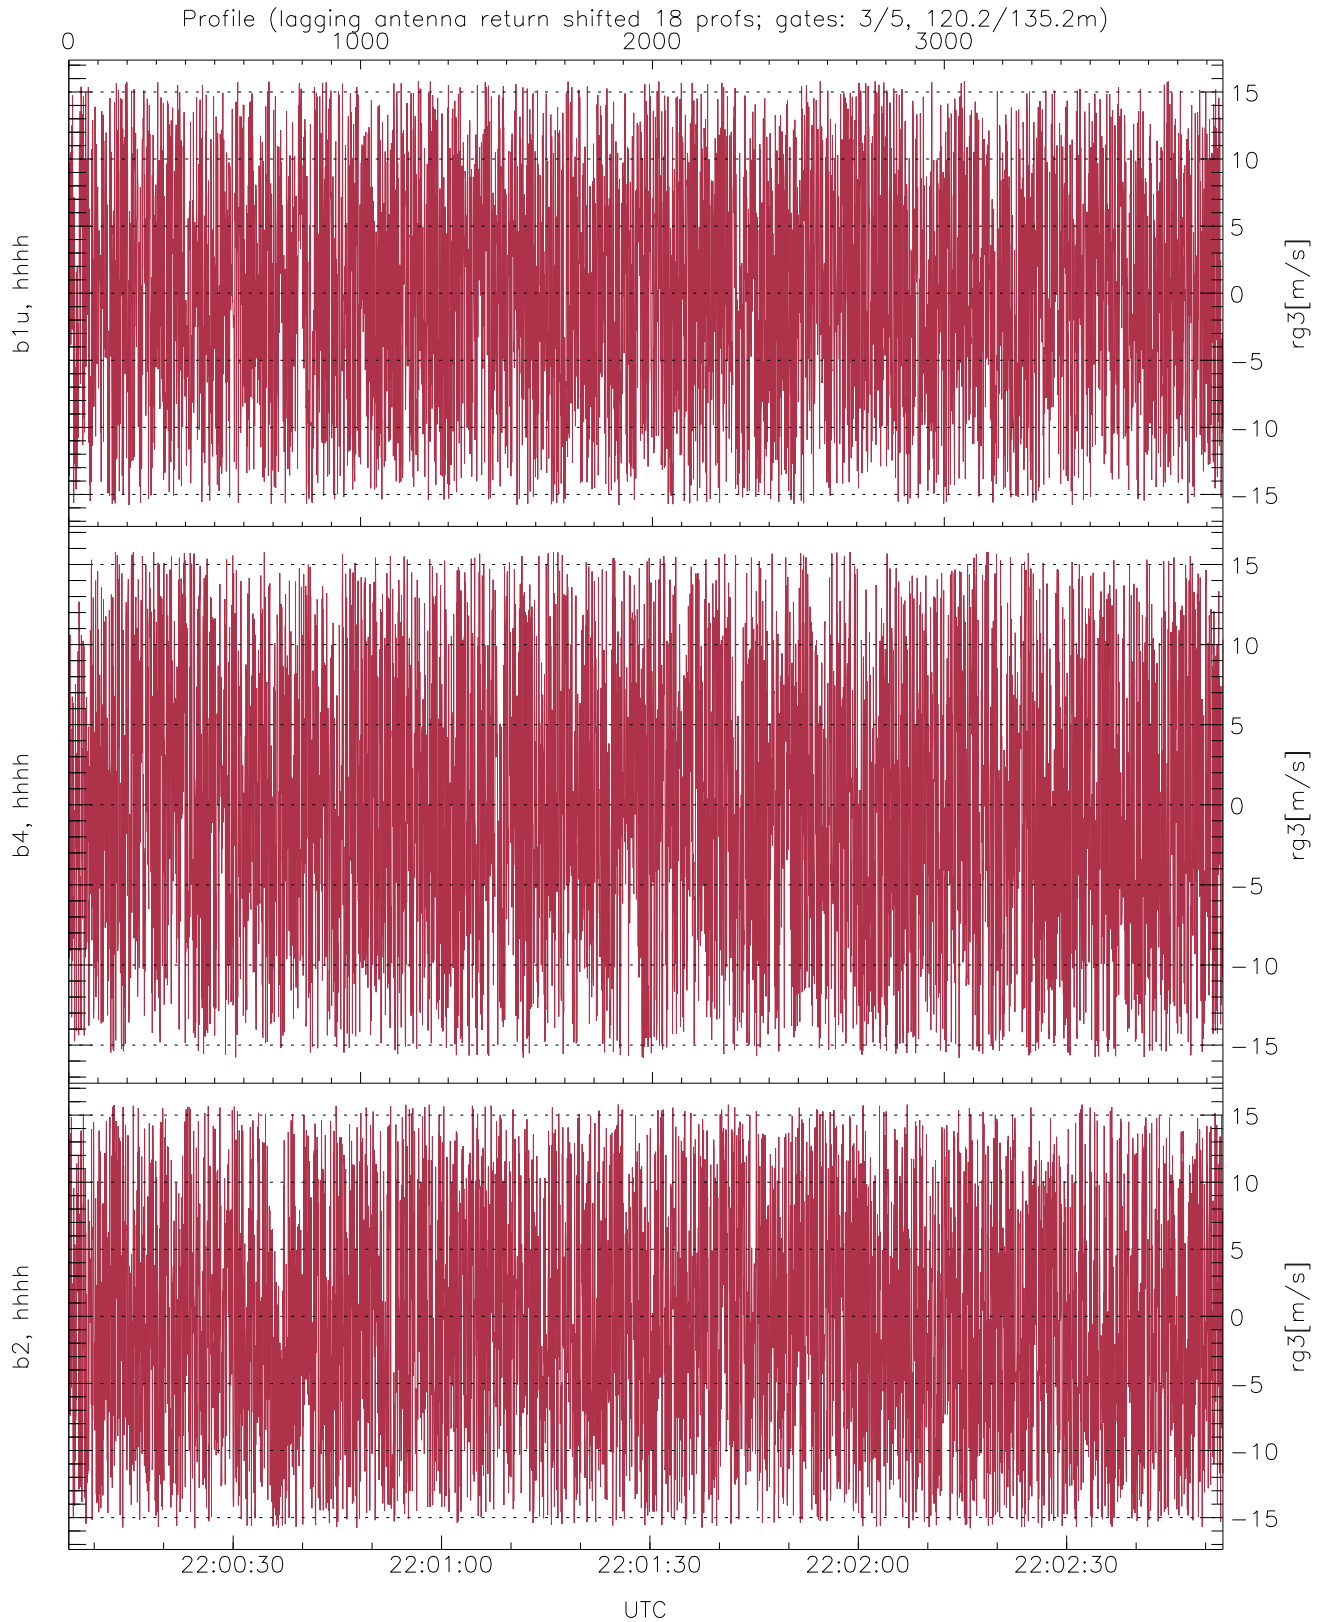 Profile (lagging antenna return shifted 18 profs; gates: 3/5, 120.2/135.2m)
0 1000 2000 3000
b1u, hhhh
15
10
5
0
-5
-10
-15
rg3[m/s]
b4, hhhh
15
10
5
0
-5
-10
-15
rg3[m/s]
b2, hhhh
15
10
5
0
-5
-10
-15
rg3[m/s]
22:00:30 22:01:00 22:01:30 22:02:00 22:02:30
UTC